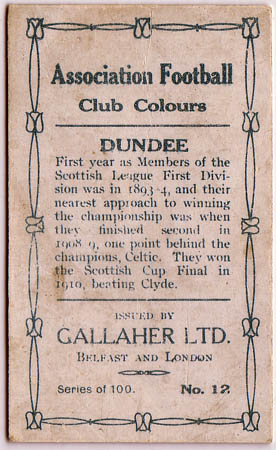 Association Football
Club Colours
DUNDEE
First year as Members of the
Scottish League First Divi-
sion was in 1893-4, and their
nearest approach to winning
the championship was when
they finished second in
1908-9, one point behind the
champions, Celtic. They won
the Scottish Cup Final in
1910, beating Clyde.
ISSUED BY
GALLAHER LTD.
BELFAST AND LONDON
Series of 100.
No. 12